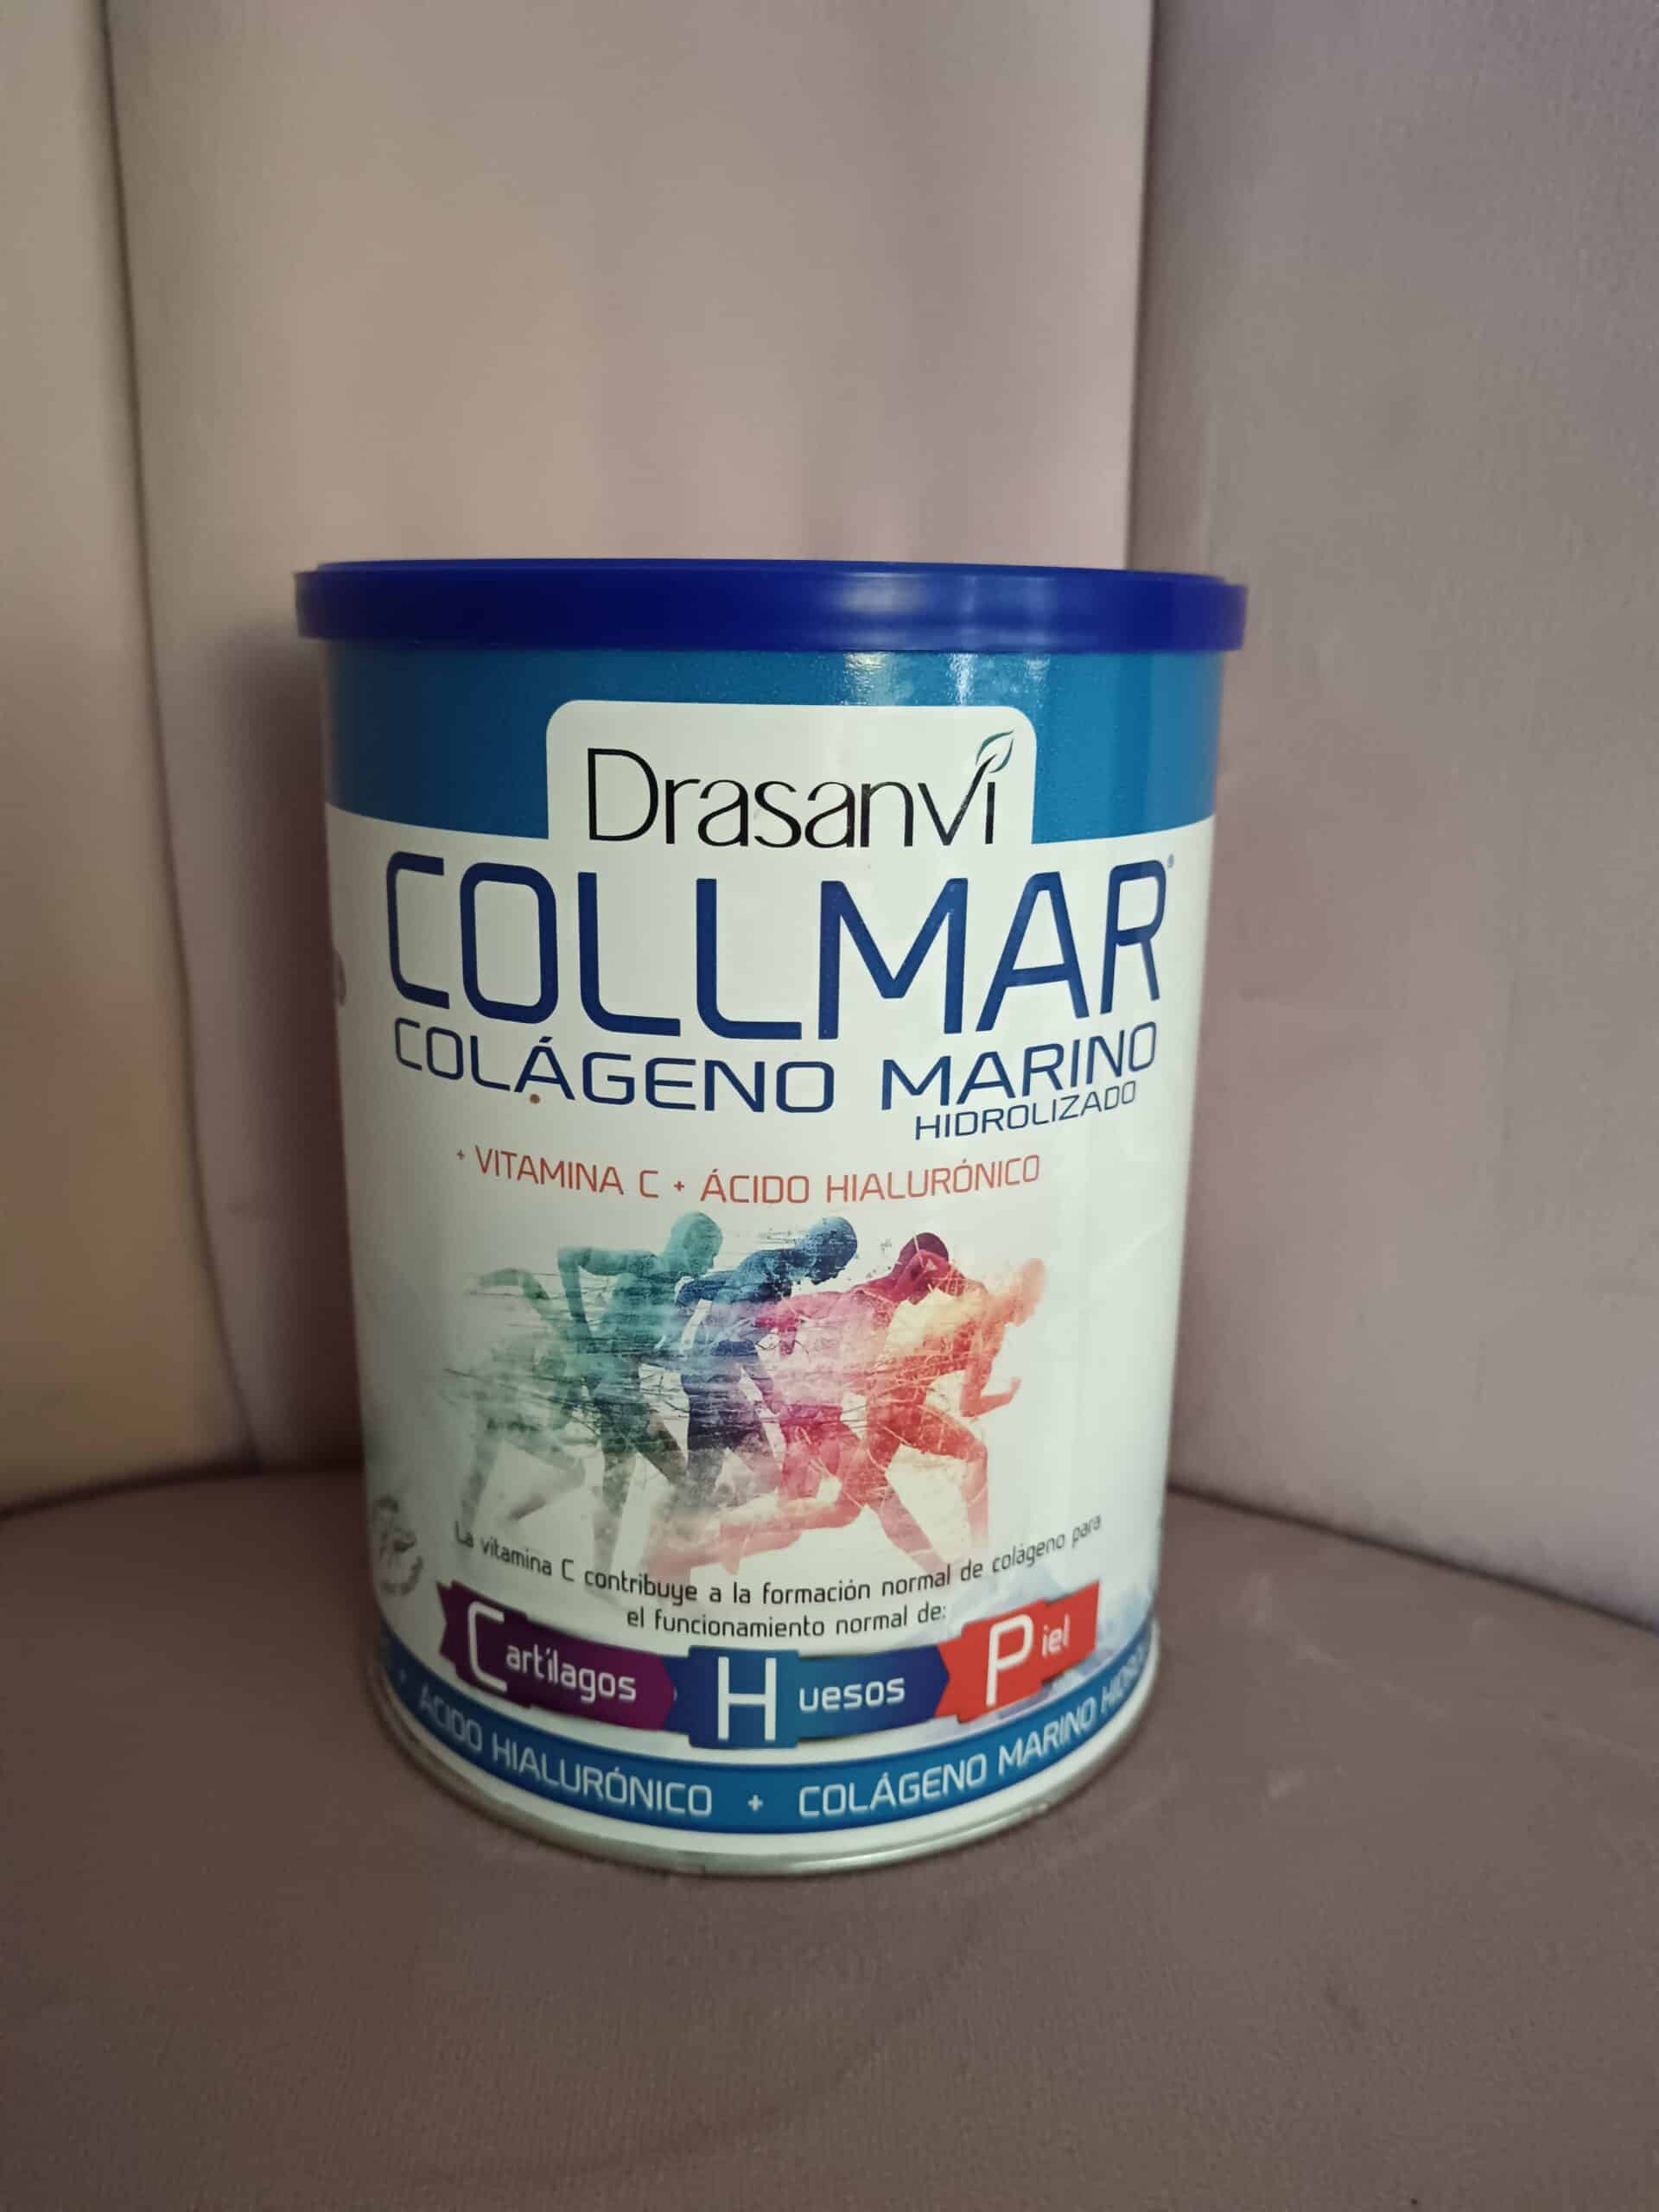 Drasanvi
COLLMAR®
COLÁGENO MARINO
HIDROLIZADO
+ VITAMINA C + ÁCIDO HIALURÓNICO
La vitamina C contribuye a la formación normal de colágeno para
el funcionamiento normal de:
Cartílagos Huesos Piel
+ ÁCIDO HIALURÓNICO + COLÁGENO MARINO